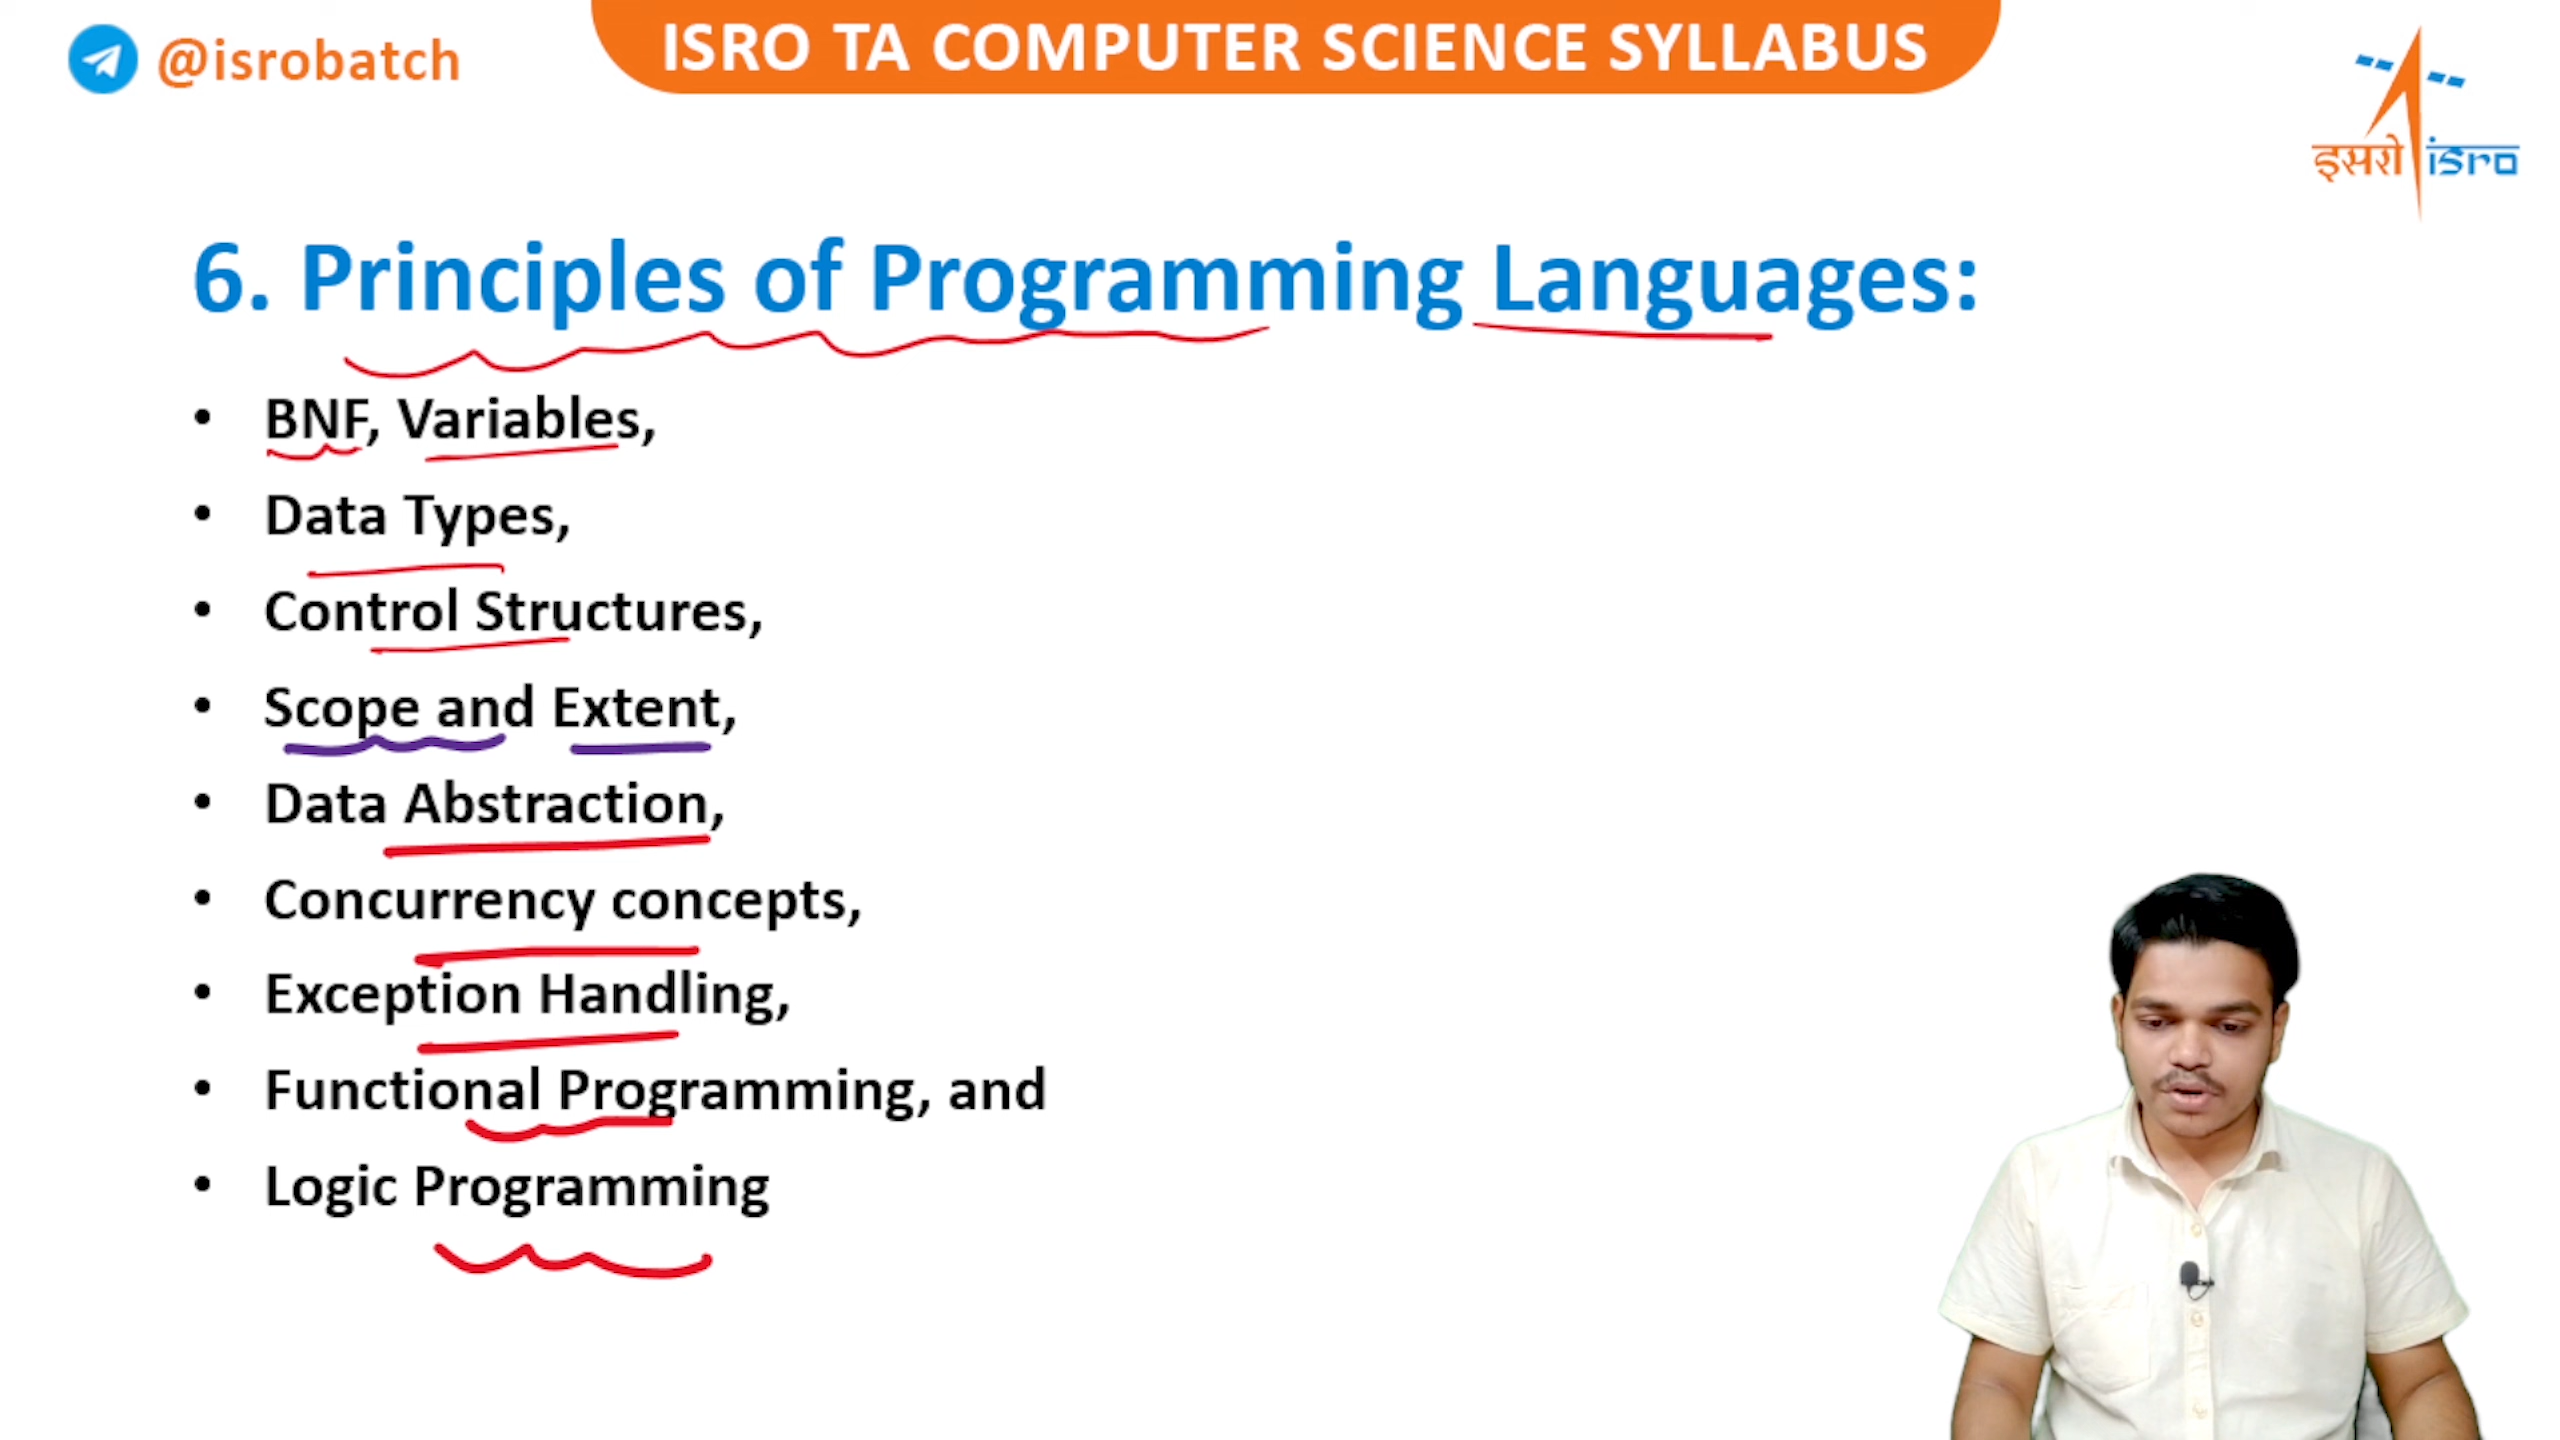 @isrobatch
ISRO TA COMPUTER SCIENCE SYLLABUS
इसरो isro
6. Principles of Programming Languages:
• BNF, Variables,
• Data Types,
• Control Structures,
• Scope and Extent,
• Data Abstraction,
• Concurrency concepts,
• Exception Handling,
• Functional Programming, and
• Logic Programming